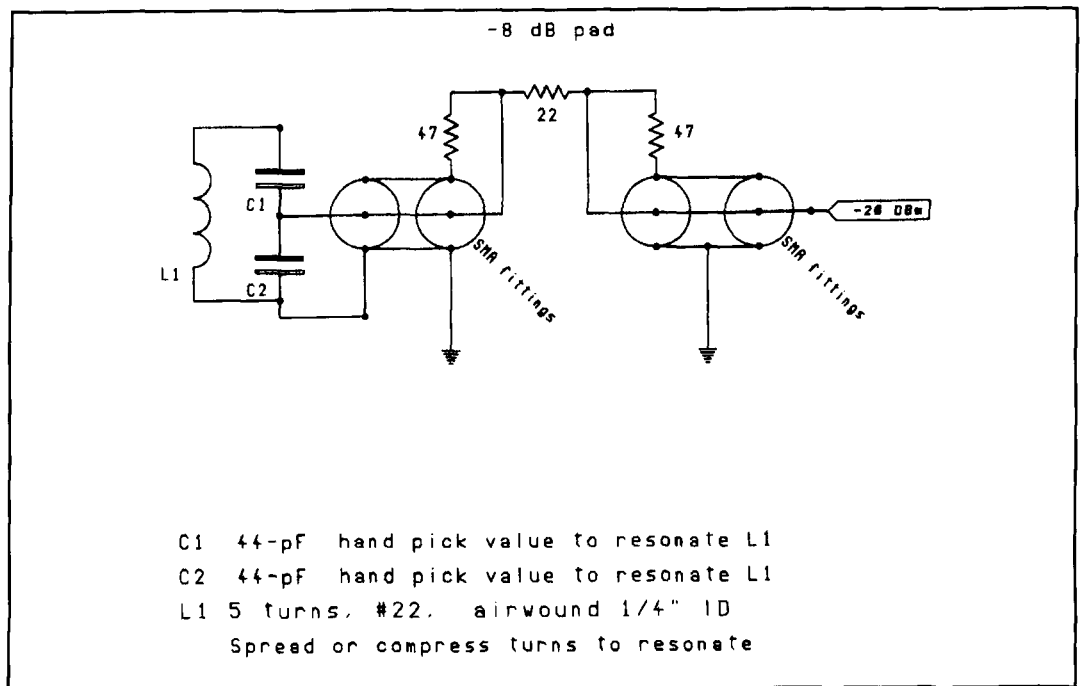 -8 dB pad
22
47
47
C1
-26 DBm
SMA fittings
SMA fittings
L1
C2
C1 44-pF hand pick value to resonate L1
C2 44-pF hand pick value to resonate L1
L1 5 turns, #22, airwound 1/4" ID
Spread or compress turns to resonate